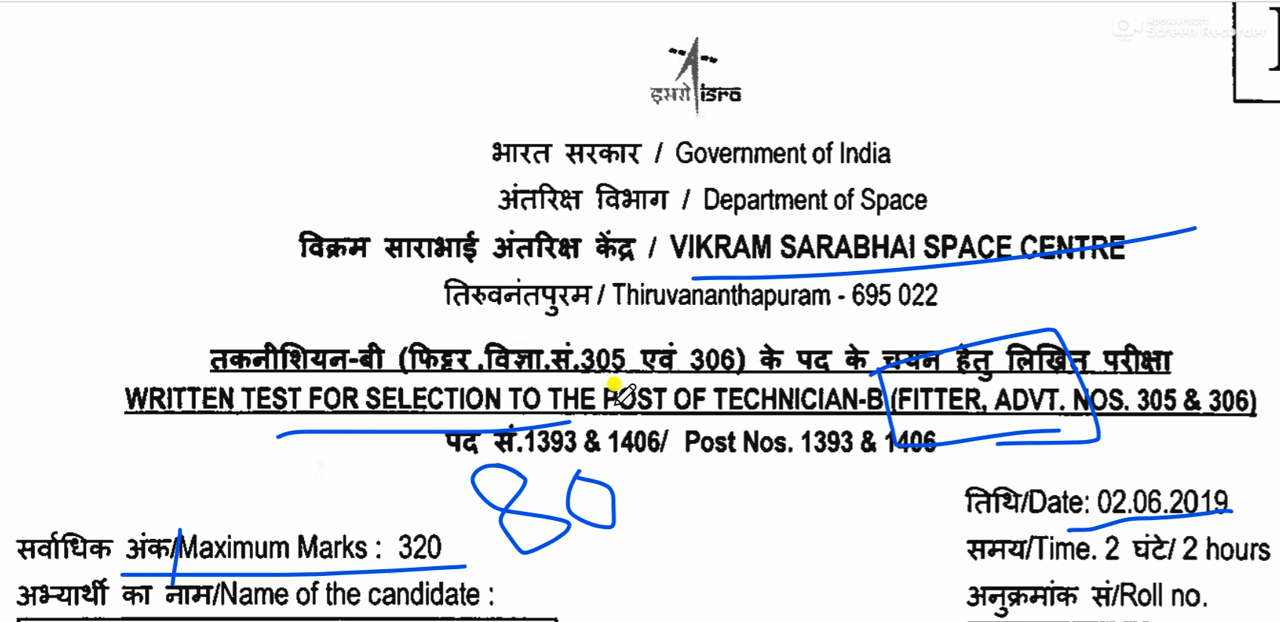 Apowersoft
Screen Recorder
इसरो isro
भारत सरकार / Government of India
अंतरिक्ष विभाग / Department of Space
विक्रम साराभाई अंतरिक्ष केंद्र / VIKRAM SARABHAI SPACE CENTRE
तिरुवनंतपुरम / Thiruvananthapuram - 695 022
तकनीशियन-बी (फिट्टर .विज्ञा.सं.305 एवं 306) के पद के चयन हेतु लिखित परीक्षा
WRITTEN TEST FOR SELECTION TO THE POST OF TECHNICIAN-B (FITTER, ADVT. NOS. 305 & 306)
पद सं.1393 & 1406/ Post Nos. 1393 & 1406
80
तिथि/Date: 02.06.2019
सर्वाधिक अंक/Maximum Marks : 320
समय/Time. 2 घंटे/ 2 hours
अभ्यार्थी का नाम/Name of the candidate :
अनुक्रमांक सं/Roll no.